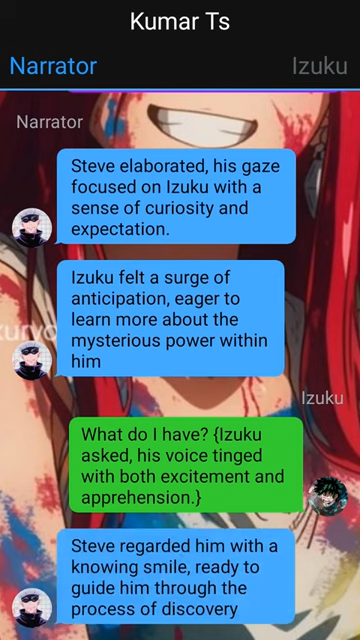 Kumar Ts
Narrator
Izuku
Narrator
Steve elaborated, his gaze
focused on Izuku with a
sense of curiosity and
expectation.
Izuku felt a surge of
anticipation, eager to
learn more about the
mysterious power within
him
Izuku
What do I have? {Izuku
asked, his voice tinged
with both excitement and
apprehension.}
Steve regarded him with a
knowing smile, ready to
guide him through the
process of discovery